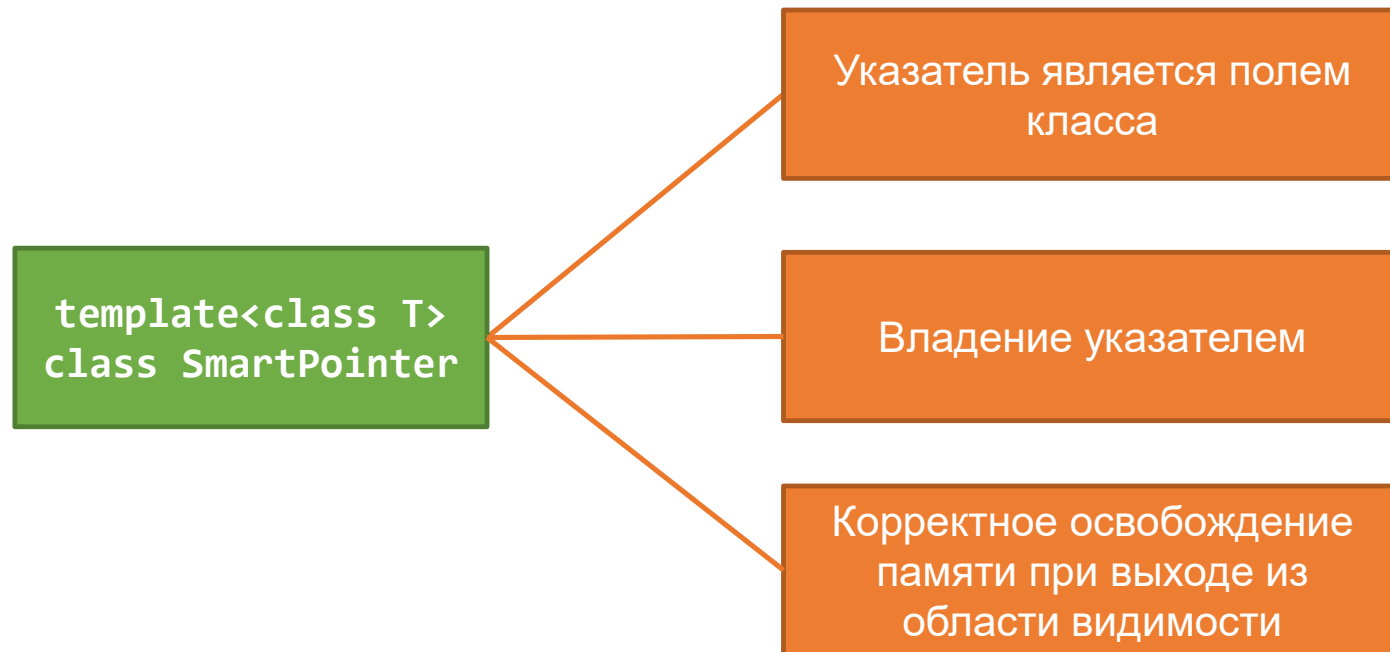 template<class T>
class SmartPointer
Указатель является полем
класса
Владение указателем
Корректное освобождение
памяти при выходе из
области видимости